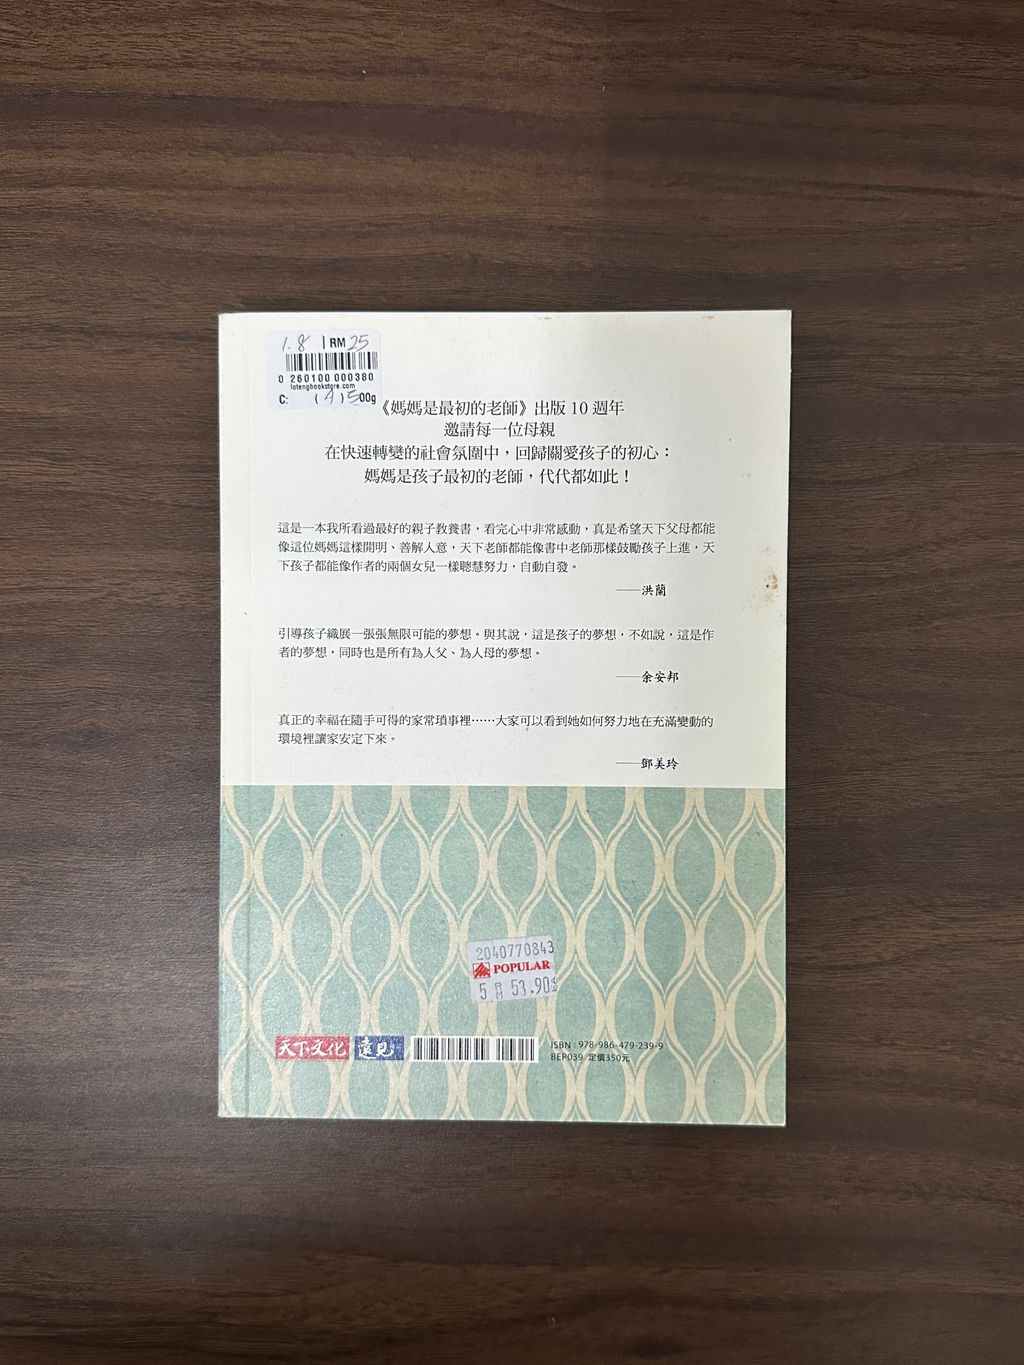 1.8 | RM 25
0 260100 000380
lotengbookstore.com
C: (A) 500g
《媽媽是最初的老師》出版 10 週年
邀請每一位母親
在快速轉變的社會氛圍中，回歸關愛孩子的初心：
媽媽是孩子最初的老師，代代都如此！
這是一本我所看過最好的親子教養書，看完心中非常感動，真是希望天下父母都能
像這位媽媽這樣開明、善解人意，天下老師都能像書中老師那樣鼓勵孩子上進，天
下孩子都能像作者的兩個女兒一樣聰慧努力，自動自發。
——洪蘭
引導孩子織展一張張無限可能的夢想。與其說，這是孩子的夢想，不如說，這是作
者的夢想，同時也是所有為人父、為人母的夢想。
——余安邦
真正的幸福在隨手可得的家常瑣事裡……大家可以看到她如何努力地在充滿變動的
環境裡讓家安定下來。
——鄧美玲
2040770843
POPULAR
5 RM 53.90
天下文化 遠見 ISBN：978-986-479-239-9
BEP039 定價350元